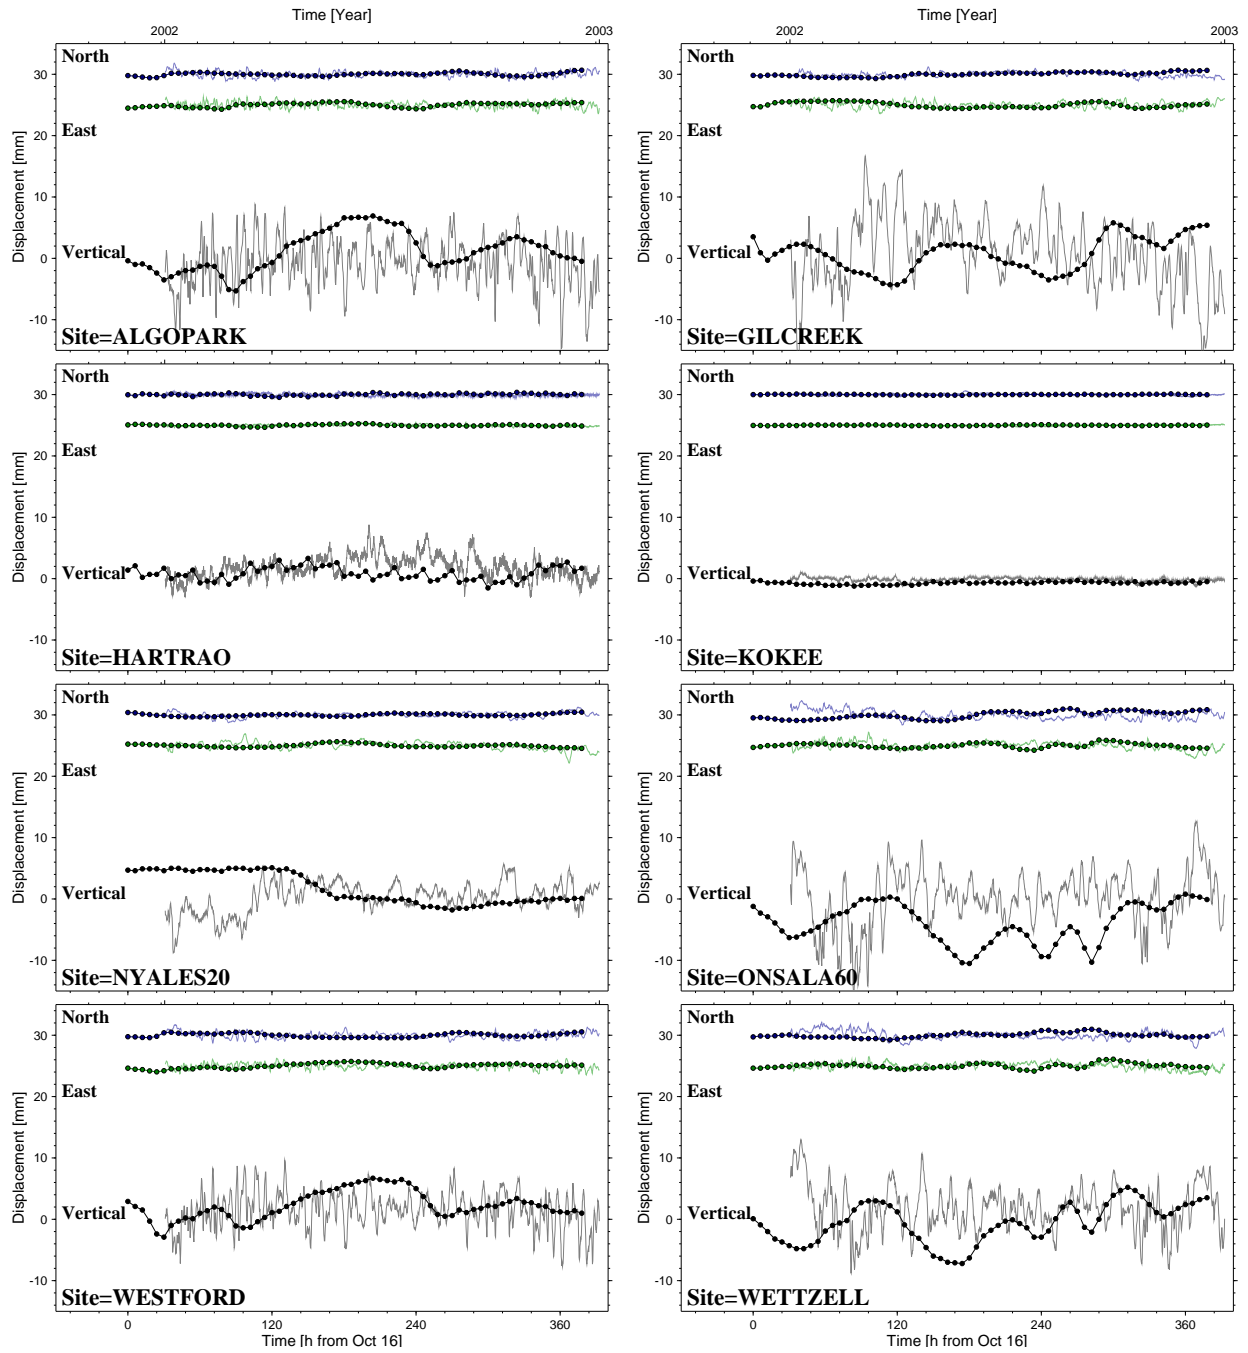 Time [Year] Time [Year]
2002 2003 2002 2003
North North
30 30
20 East 20 East
10 10
Vertical Vertical
0 0
-10 -10
Site=ALGOPARK Site=GILCREEK
Displacement [mm] Displacement [mm]
North North
30 30
East East
20 20
10 10
Vertical Vertical
0 0
-10 -10
Site=HARTRAO Site=KOKEE
Displacement [mm] Displacement [mm]
North North
30 30
East East
20 20
10 10
Vertical Vertical
0 0
-10 -10
Site=NYALES20 Site=ONSALA60
Displacement [mm] Displacement [mm]
North North
30 30
East East
20 20
10 10
Vertical Vertical
0 0
-10 -10
Site=WESTFORD Site=WETTZELL
Displacement [mm] Displacement [mm]
0 120 240 360 0 120 240 360
Time [h from Oct 16] Time [h from Oct 16]